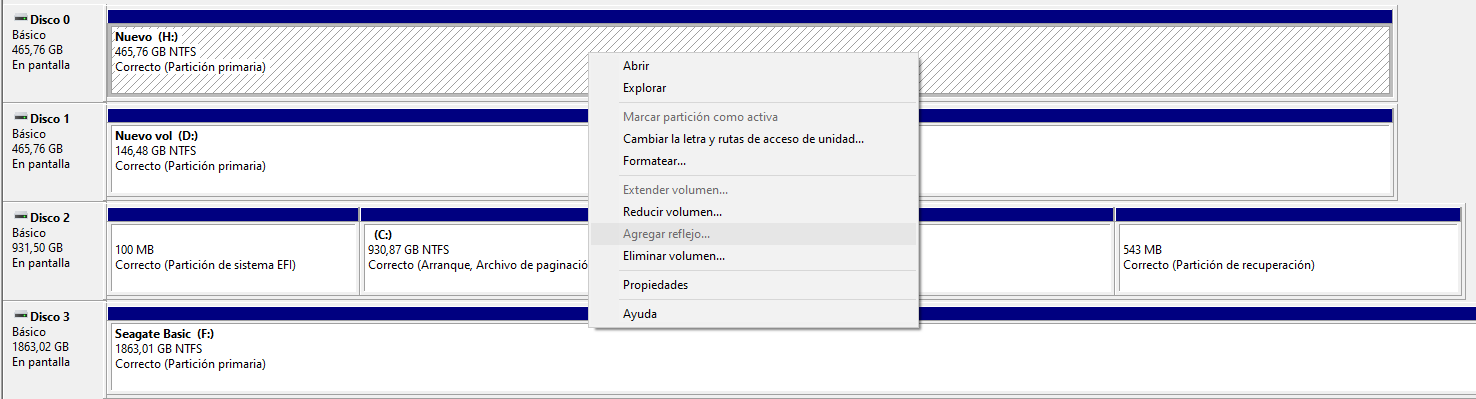 Disco 0
Básico
465,76 GB
En pantalla
Nuevo (H:)
465,76 GB NTFS
Correcto (Partición primaria)
Disco 1
Básico
465,76 GB
En pantalla
Nuevo vol (D:)
146,48 GB NTFS
Correcto (Partición primaria)
Disco 2
Básico
931,50 GB
En pantalla
100 MB
Correcto (Partición de sistema EFI)
(C:)
930,87 GB NTFS
Correcto (Arranque, Archivo de paginació
543 MB
Correcto (Partición de recuperación)
Disco 3
Básico
1863,02 GB
En pantalla
Seagate Basic (F:)
1863,01 GB NTFS
Correcto (Partición primaria)
Abrir
Explorar
Marcar partición como activa
Cambiar la letra y rutas de acceso de unidad...
Formatear...
Extender volumen...
Reducir volumen...
Agregar reflejo...
Eliminar volumen...
Propiedades
Ayuda